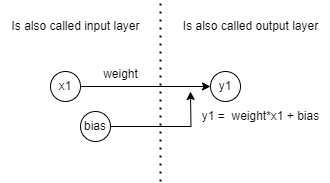 Is also called input layer
Is also called output layer
weight
x1
y1
y1 = weight*x1 + bias
bias